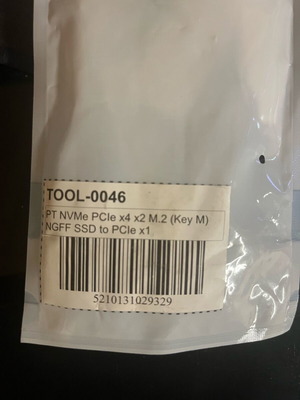 TOOL-0046
PT NVMe PCIe x4 x2 M.2 (Key M)
NGFF SSD to PCIe x1
5210131029329